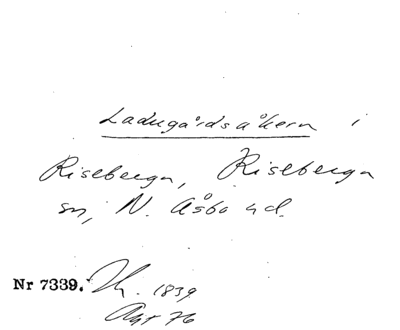 Ladugårdsåkern i
Riseberga, Riseberga
sn, N. Åsbo hd.
Nr 7339. 1839
Akt 76